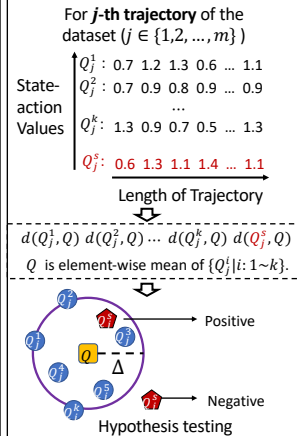 For j-th trajectory of the
dataset (j ∈ {1,2, … , m} )
State-
action
Values
Q_j^1: 0.7 1.2 1.3 0.6 … 1.1
Q_j^2: 0.7 0.9 0.8 0.9 … 0.9
…
Q_j^k: 1.3 0.9 0.7 0.5 … 1.3
Q_j^s: 0.6 1.3 1.1 1.4 … 1.1
Length of Trajectory
d(Q_j^1, Q) d(Q_j^2, Q) ⋯ d(Q_j^k, Q) d(Q_j^s, Q)
Q is element-wise mean of {Q_j^i|i: 1~k}.
Q_j^2
Q_j^s
Positive
Q_j^1
Q_j^3
Q
Δ
Q_j^4
Q_j^5
Q_j^s
Negative
Q_j^k
Hypothesis testing